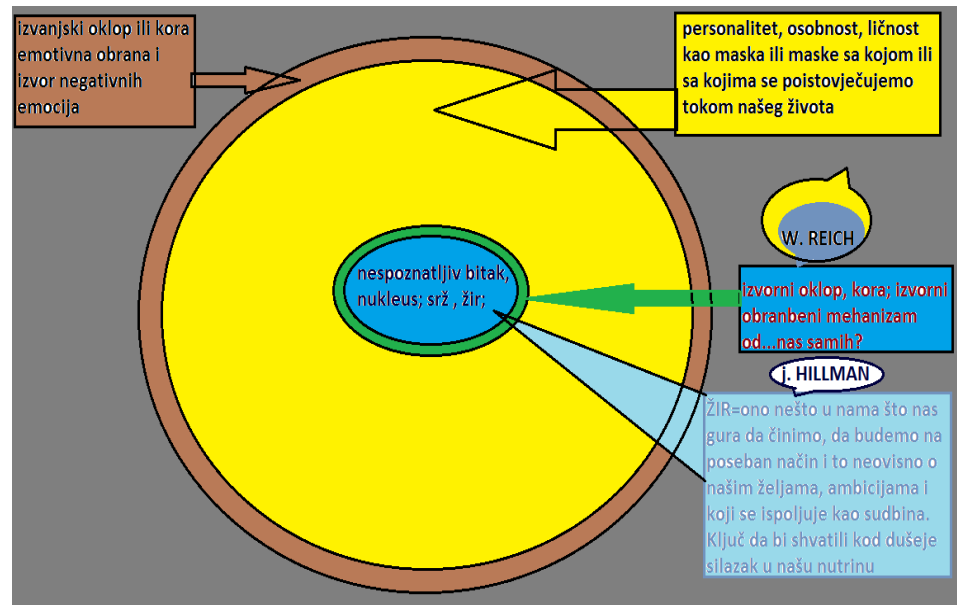 izvanjski oklop ili kora
emotivna obrana i
izvor negativnih
emocija
personalitet, osobnost, ličnost
kao maska ili maske sa kojom ili
sa kojima se poistovječujemo
tokom našeg života
W. REICH
nespoznatljiv bitak,
nukleus; srž , žir;
izvorni oklop, kora; izvorni
obranbeni mehanizam
od...nas samih?
j. HILLMAN
ŽIR=ono nešto u nama što nas
gura da činimo, da budemo na
poseban način i to neovisno o
našim željama, ambicijama i
koji se ispoljuje kao sudbina.
Ključ da bi shvatili kod dušeje
silazak u našu nutrinu